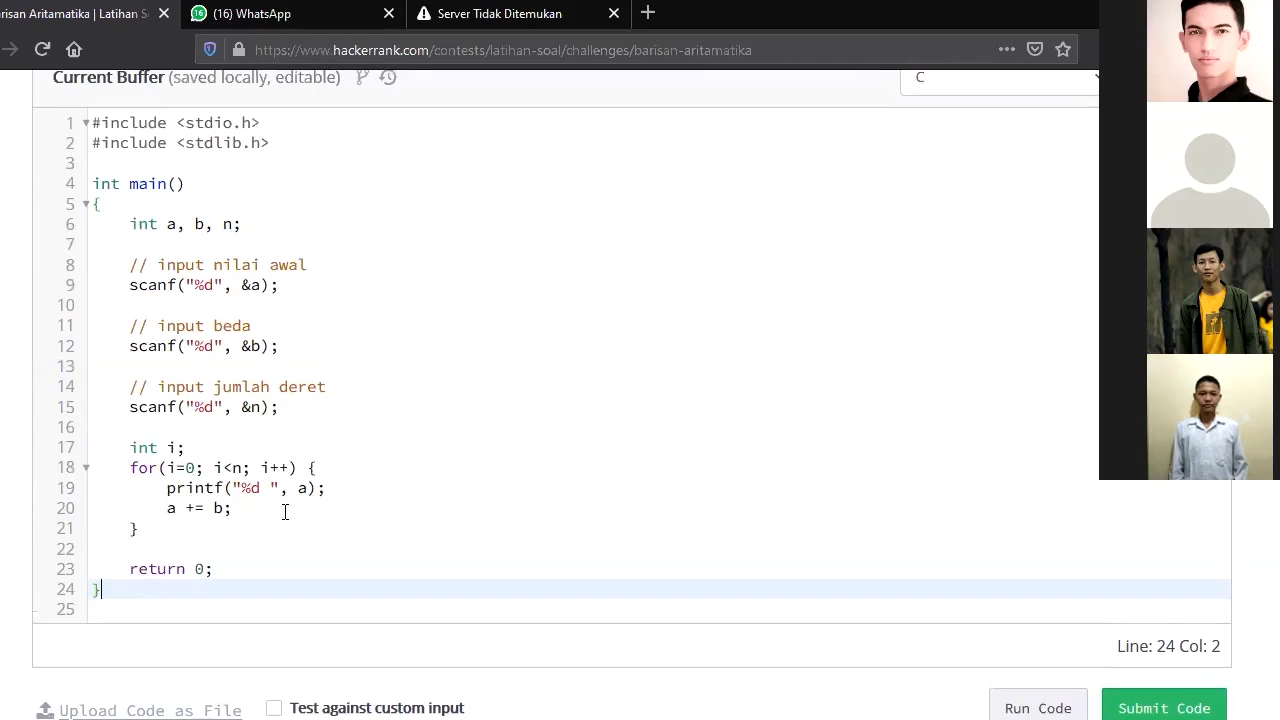 arisan Aritamatika | Latihan S
(16) WhatsApp
Server Tidak Ditemukan
https://www.hackerrank.com/contests/latihan-soal/challenges/barisan-aritamatika
Current Buffer (saved locally, editable)
C
1 #include <stdio.h>
2 #include <stdlib.h>
3
4 int main()
5 {
6 int a, b, n;
7
8 // input nilai awal
9 scanf("%d", &a);
10
11 // input beda
12 scanf("%d", &b);
13
14 // input jumlah deret
15 scanf("%d", &n);
16
17 int i;
18 for(i=0; i<n; i++) {
19 printf("%d ", a);
20 a += b;
21 }
22
23 return 0;
24 }
25
Line: 24 Col: 2
Upload Code as File
Test against custom input
Run Code
Submit Code